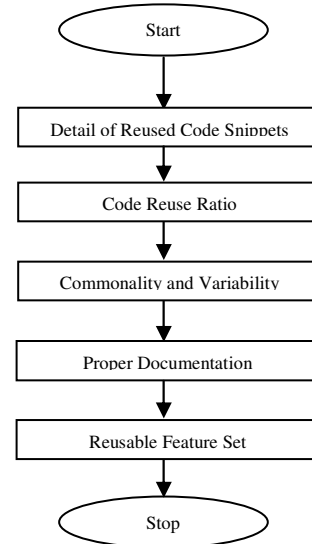 Start
Detail of Reused Code Snippets
Code Reuse Ratio
Commonality and Variability
Proper Documentation
Reusable Feature Set
Stop